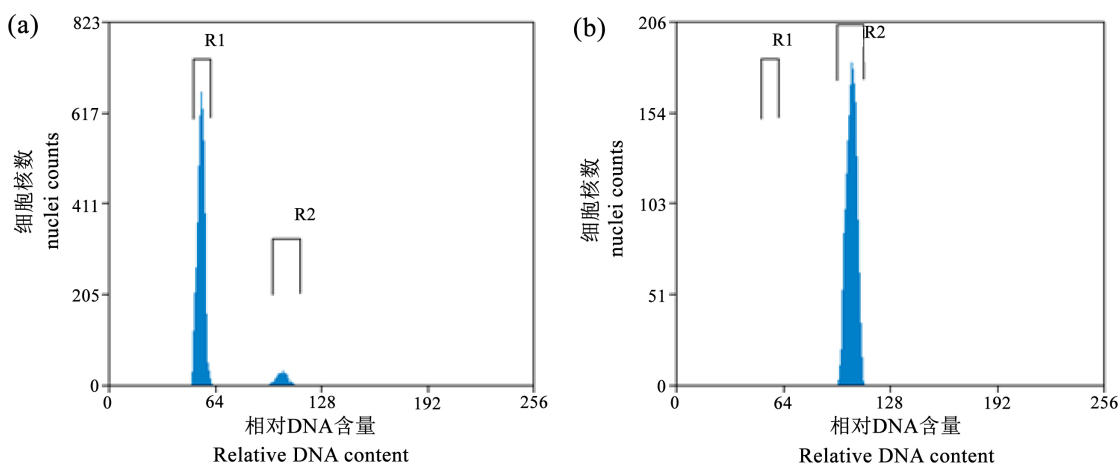 (a)
823
617
411
205
0
R1
R2
细胞核数
nuclei counts
0 64 128 192 256
相对DNA含量
Relative DNA content
(b)
206
154
103
51
0
R1
R2
细胞核数
nuclei counts
0 64 128 192 256
相对DNA含量
Relative DNA content